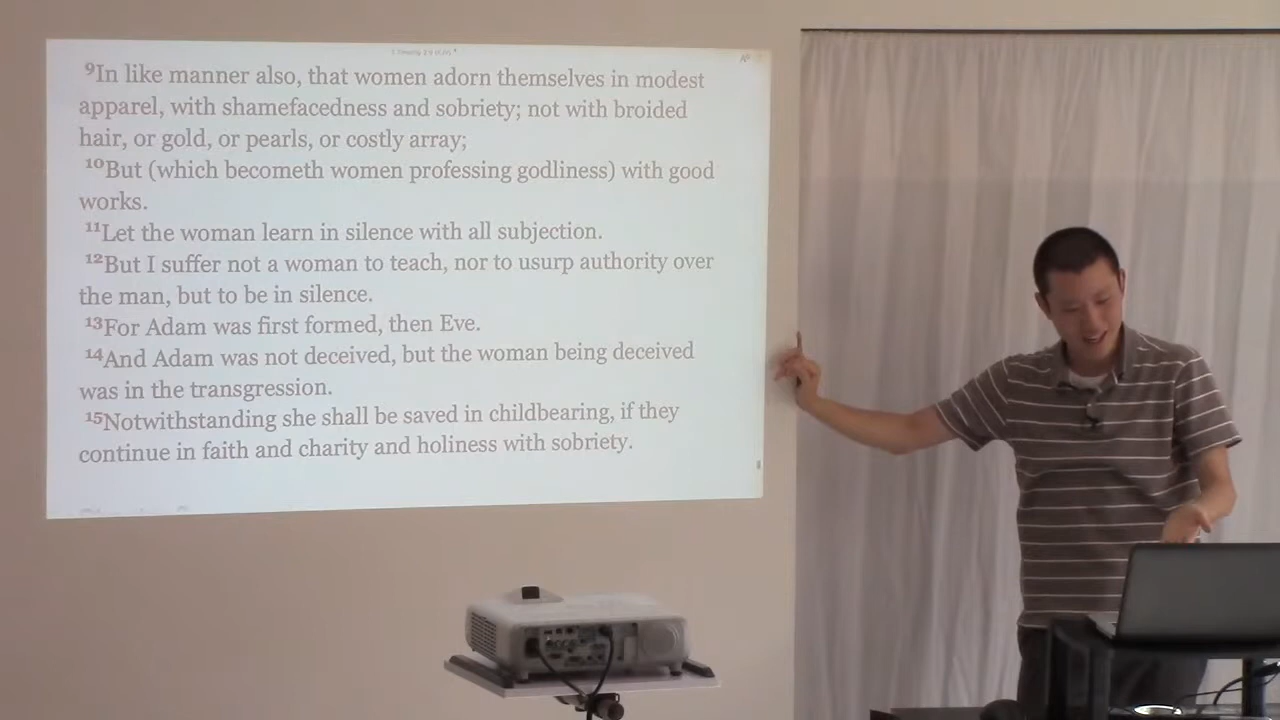 ⁹In like manner also, that women adorn themselves in modest
apparel, with shamefacedness and sobriety; not with broided
hair, or gold, or pearls, or costly array;
¹⁰But (which becometh women professing godliness) with good
works.
¹¹Let the woman learn in silence with all subjection.
¹²But I suffer not a woman to teach, nor to usurp authority over
the man, but to be in silence.
¹³For Adam was first formed, then Eve.
¹⁴And Adam was not deceived, but the woman being deceived
was in the transgression.
¹⁵Notwithstanding she shall be saved in childbearing, if they
continue in faith and charity and holiness with sobriety.